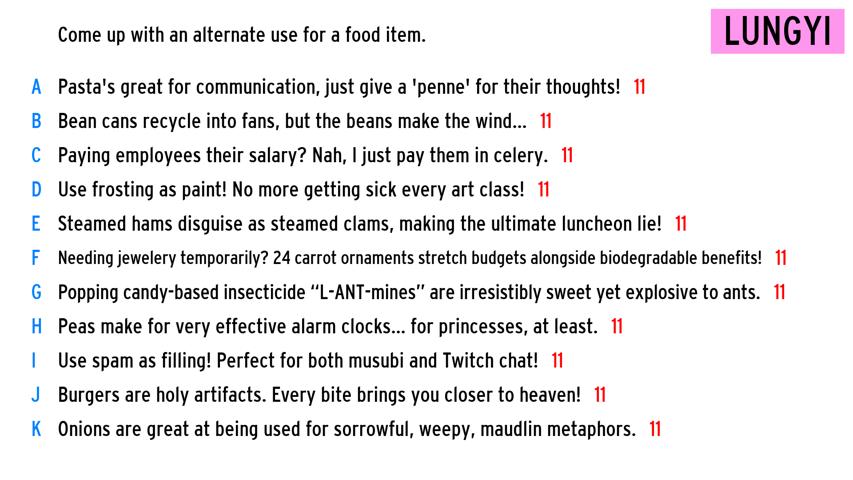 Come up with an alternate use for a food item.
LUNGYI
A Pasta's great for communication, just give a 'penne' for their thoughts! 11
B Bean cans recycle into fans, but the beans make the wind... 11
C Paying employees their salary? Nah, I just pay them in celery. 11
D Use frosting as paint! No more getting sick every art class! 11
E Steamed hams disguise as steamed clams, making the ultimate luncheon lie! 11
F Needing jewelery temporarily? 24 carrot ornaments stretch budgets alongside biodegradable benefits! 11
G Popping candy-based insecticide “L-ANT-mines” are irresistibly sweet yet explosive to ants. 11
H Peas make for very effective alarm clocks... for princesses, at least. 11
I Use spam as filling! Perfect for both musubi and Twitch chat! 11
J Burgers are holy artifacts. Every bite brings you closer to heaven! 11
K Onions are great at being used for sorrowful, weepy, maudlin metaphors. 11